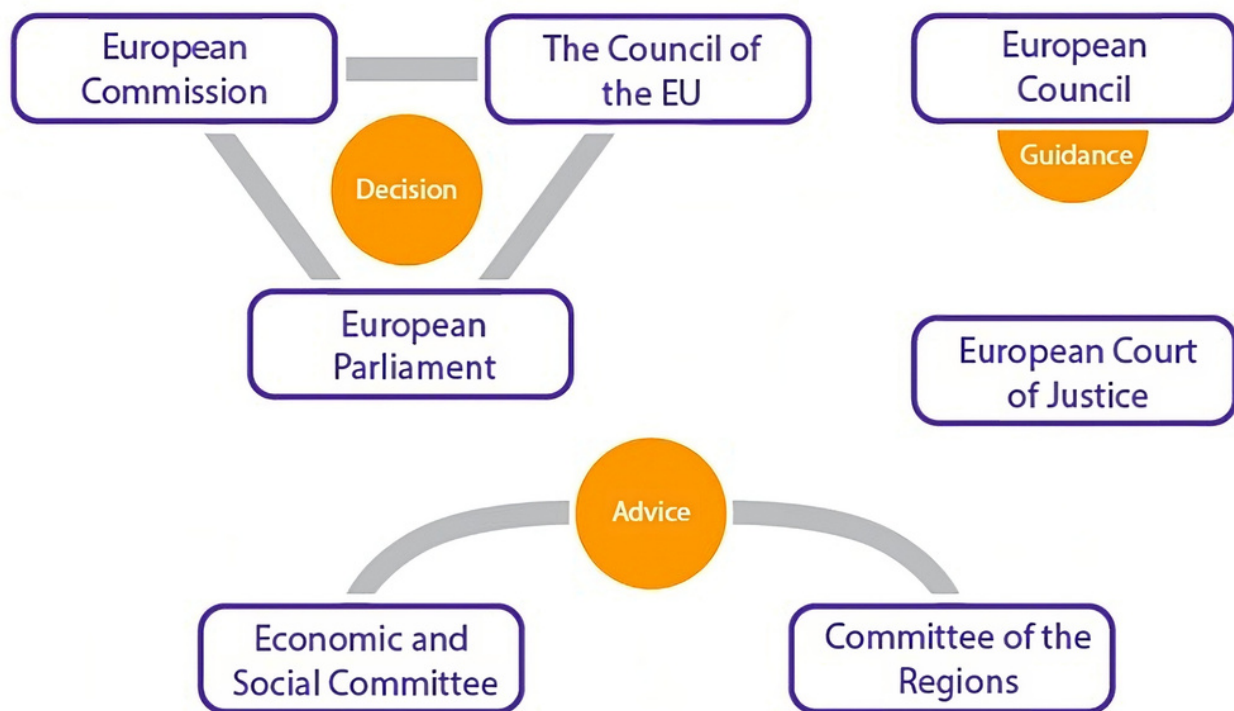 European
Commission
The Council of
the EU
European
Council
Guidance
Decision
European
Parliament
European Court
of Justice
Advice
Economic and
Social Committee
Committee of the
Regions